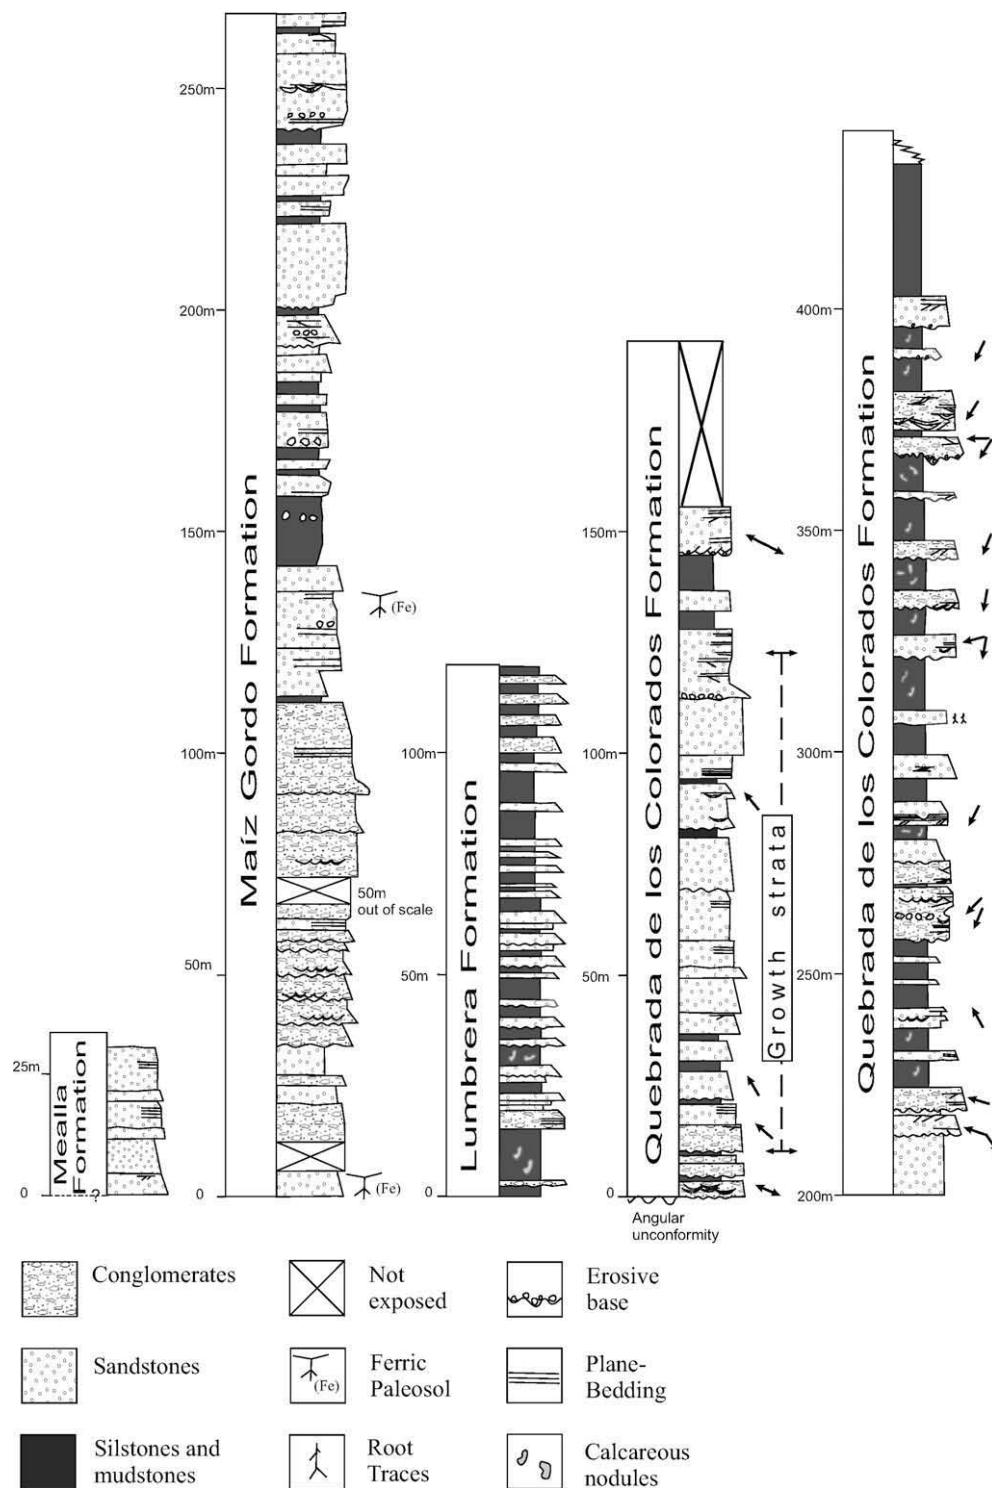 Mealla
Formation
25m
0
?
Maíz Gordo Formation
250m
200m
150m
100m
50m
0
(Fe)
50m
out of scale
(Fe)
Lumbrera Formation
100m
50m
0
Quebrada de los Colorados Formation
150m
100m
50m
0
Angular
unconformity
Growth strata
Quebrada de los Colorados Formation
400m
350m
300m
250m
200m
Conglomerates
Not
exposed
Erosive
base
Sandstones
(Fe)
Ferric
Paleosol
Plane-
Bedding
Silstones and
mudstones
Root
Traces
Calcareous
nodules